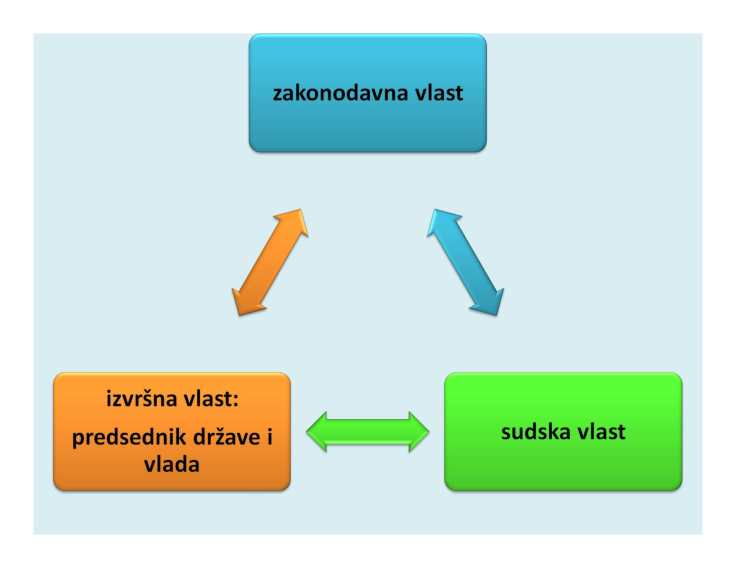 zakonodavna vlast
izvršna vlast:
predsednik države i
vlada
sudska vlast